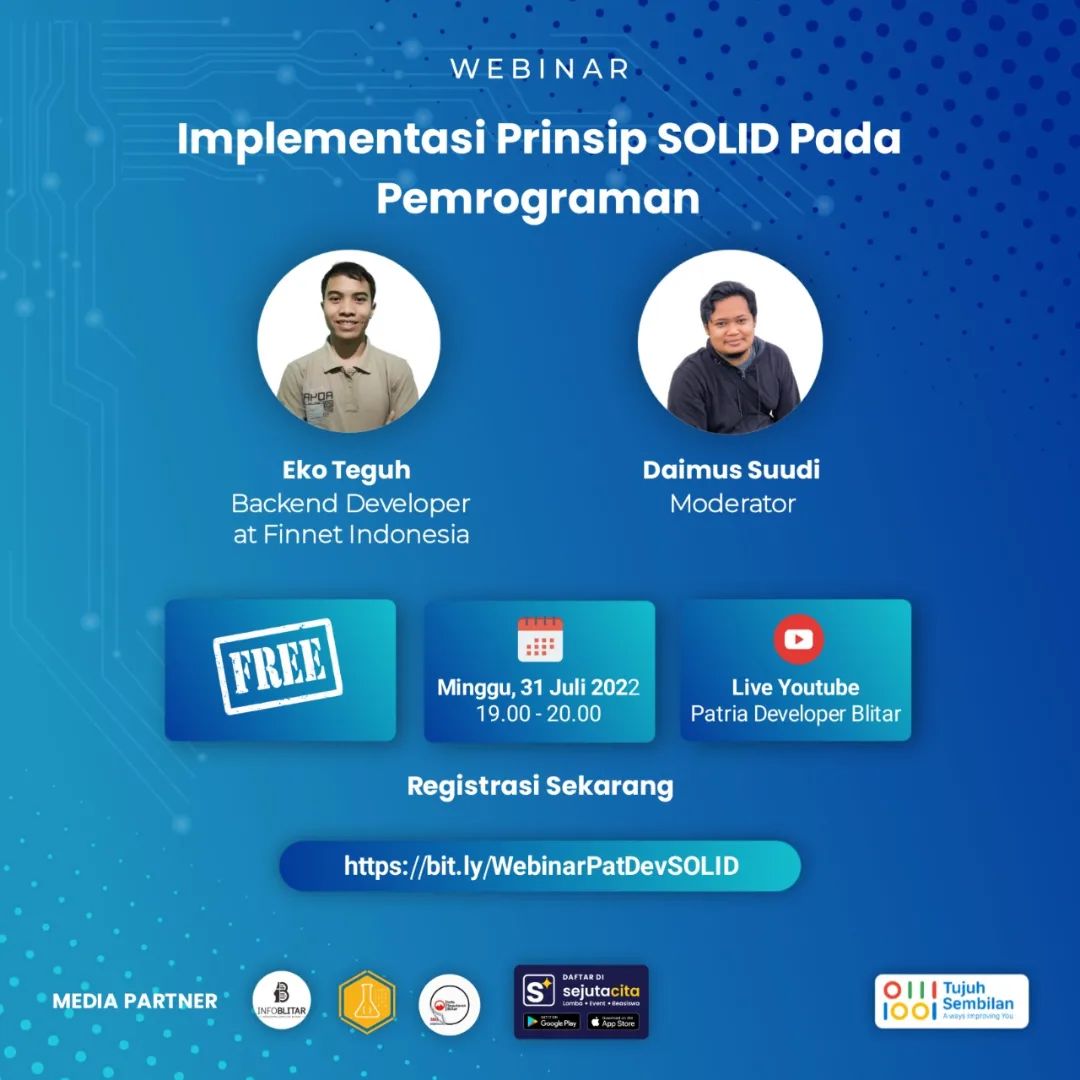 WEBINAR
Implementasi Prinsip SOLID Pada
Pemrograman
Eko Teguh
Backend Developer
at Finnet Indonesia
Daimus Suudi
Moderator
FREE
Minggu, 31 Juli 2022
19.00 - 20.00
Live Youtube
Patria Developer Blitar
Registrasi Sekarang
https://bit.ly/WebinarPatDevSOLID
MEDIA PARTNER
INFOBLITAR
DAFTAR DI
sejutacita
Lomba • Event • Beasiswa
Google Play
App Store
Tujuh
Sembilan
Always Improving You